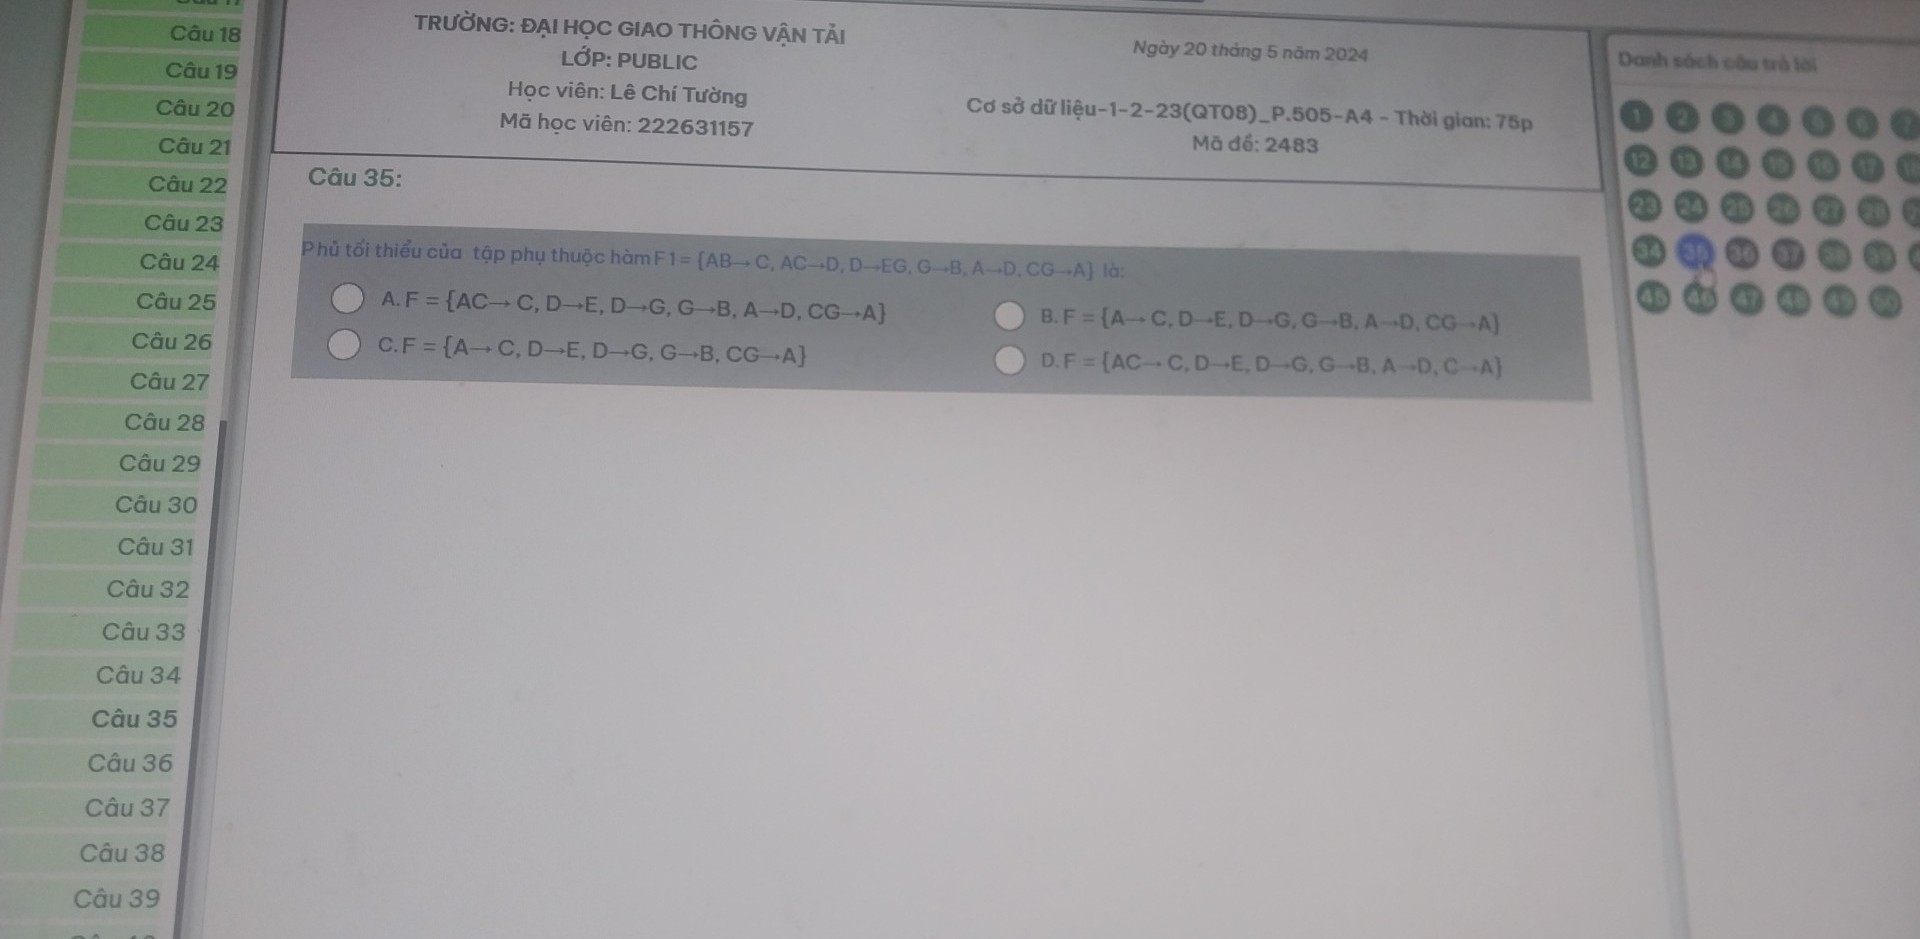 Câu 18
Câu 19
Câu 20
Câu 21
Câu 22
Câu 23
Câu 24
Câu 25
Câu 26
Câu 27
Câu 28
Câu 29
Câu 30
Câu 31
Câu 32
Câu 33
Câu 34
Câu 35
Câu 36
Câu 37
Câu 38
Câu 39
TRƯỜNG: ĐẠI HỌC GIAO THÔNG VẬN TẢI
LỚP: PUBLIC
Học viên: Lê Chí Tường
Mã học viên: 222631157
Ngày 20 tháng 5 năm 2024
Cơ sở dữ liệu-1-2-23(QT08)_P.505-A4 - Thời gian: 75p
Mã đề: 2483
Câu 35:
Phủ tối thiểu của tập phụ thuộc hàm F1= {AB→C, AC→D, D→EG, G→B, A→D, CG→A} là:
A. F = {AC→ C, D→E, D→G, G→B, A→D, CG→A}
B. F = {A→ C, D→E, D→G, G→B, A→D, CG→A}
C. F = {A→ C, D→E, D→G, G→B, CG→A}
D. F = {AC→ C, D→E, D→G, G→B, A→D, C→A}
Danh sách câu trả lời
1 2 3 4 5 6 7
12 13 14 15 16 17
23 24 25 26 27 28
34 35 36 37 38 39
45 46 47 48 49 50